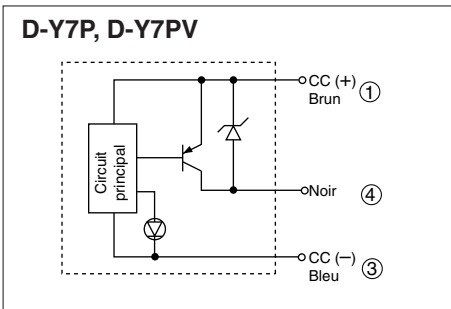 D-Y7P, D-Y7PV
CC (+) ①
Brun
Circuit
principal
Noir ④
CC (−) ③
Bleu